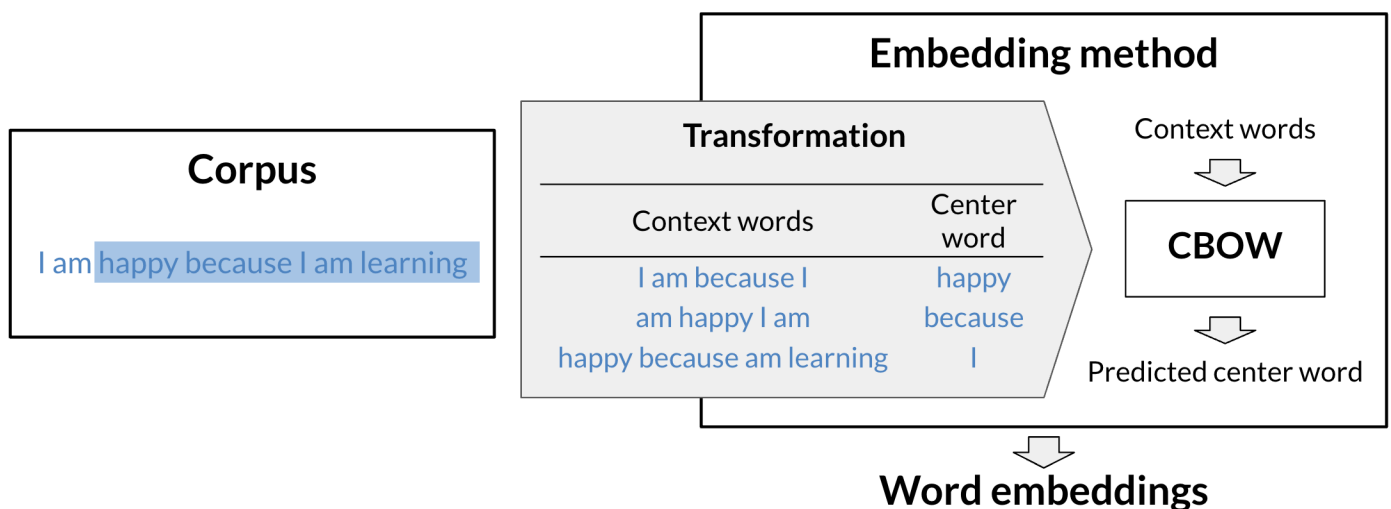 Corpus
I am happy because I am learning
Embedding method
Transformation
Context words
Center
word
I am because I
happy
am happy I am
because
happy because am learning
I
Context words
CBOW
Predicted center word
Word embeddings